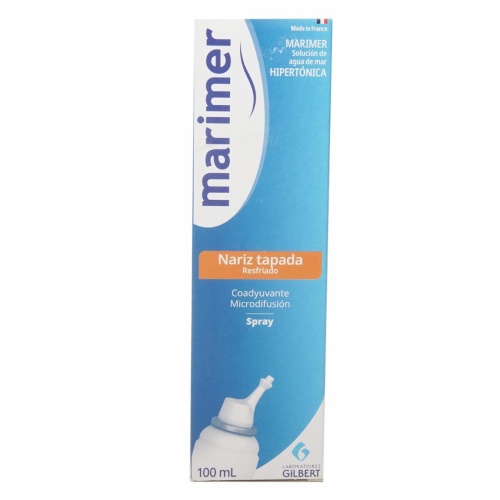 Made in France
MARIMER
Solución de
agua de mar
HIPERTÓNICA
marimer
Nariz tapada
Resfriado
Coadyuvante
Microdifusión
Spray
100 mL
LABORATOIRES
GILBERT